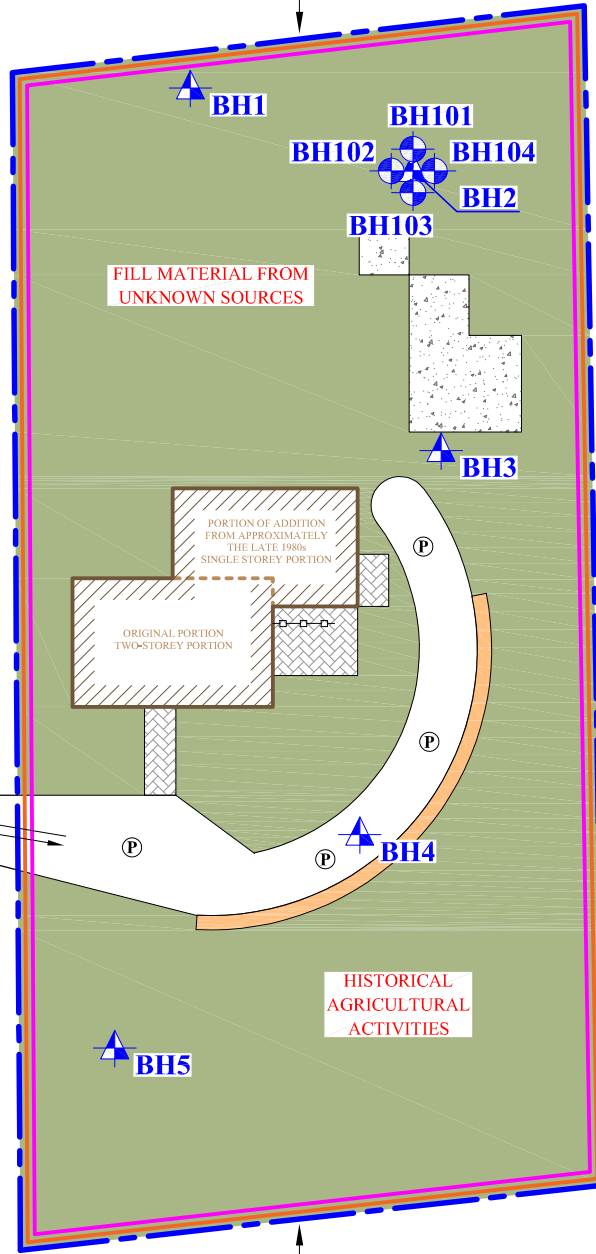 BH1
BH101
BH102
BH104
BH2
BH103
FILL MATERIAL FROM
UNKNOWN SOURCES
BH3
PORTION OF ADDITION
FROM APPROXIMATELY
THE LATE 1980s
SINGLE STOREY PORTION
P
ORIGINAL PORTION
TWO-STOREY PORTION
P
P
P
BH4
HISTORICAL
AGRICULTURAL
ACTIVITIES
BH5